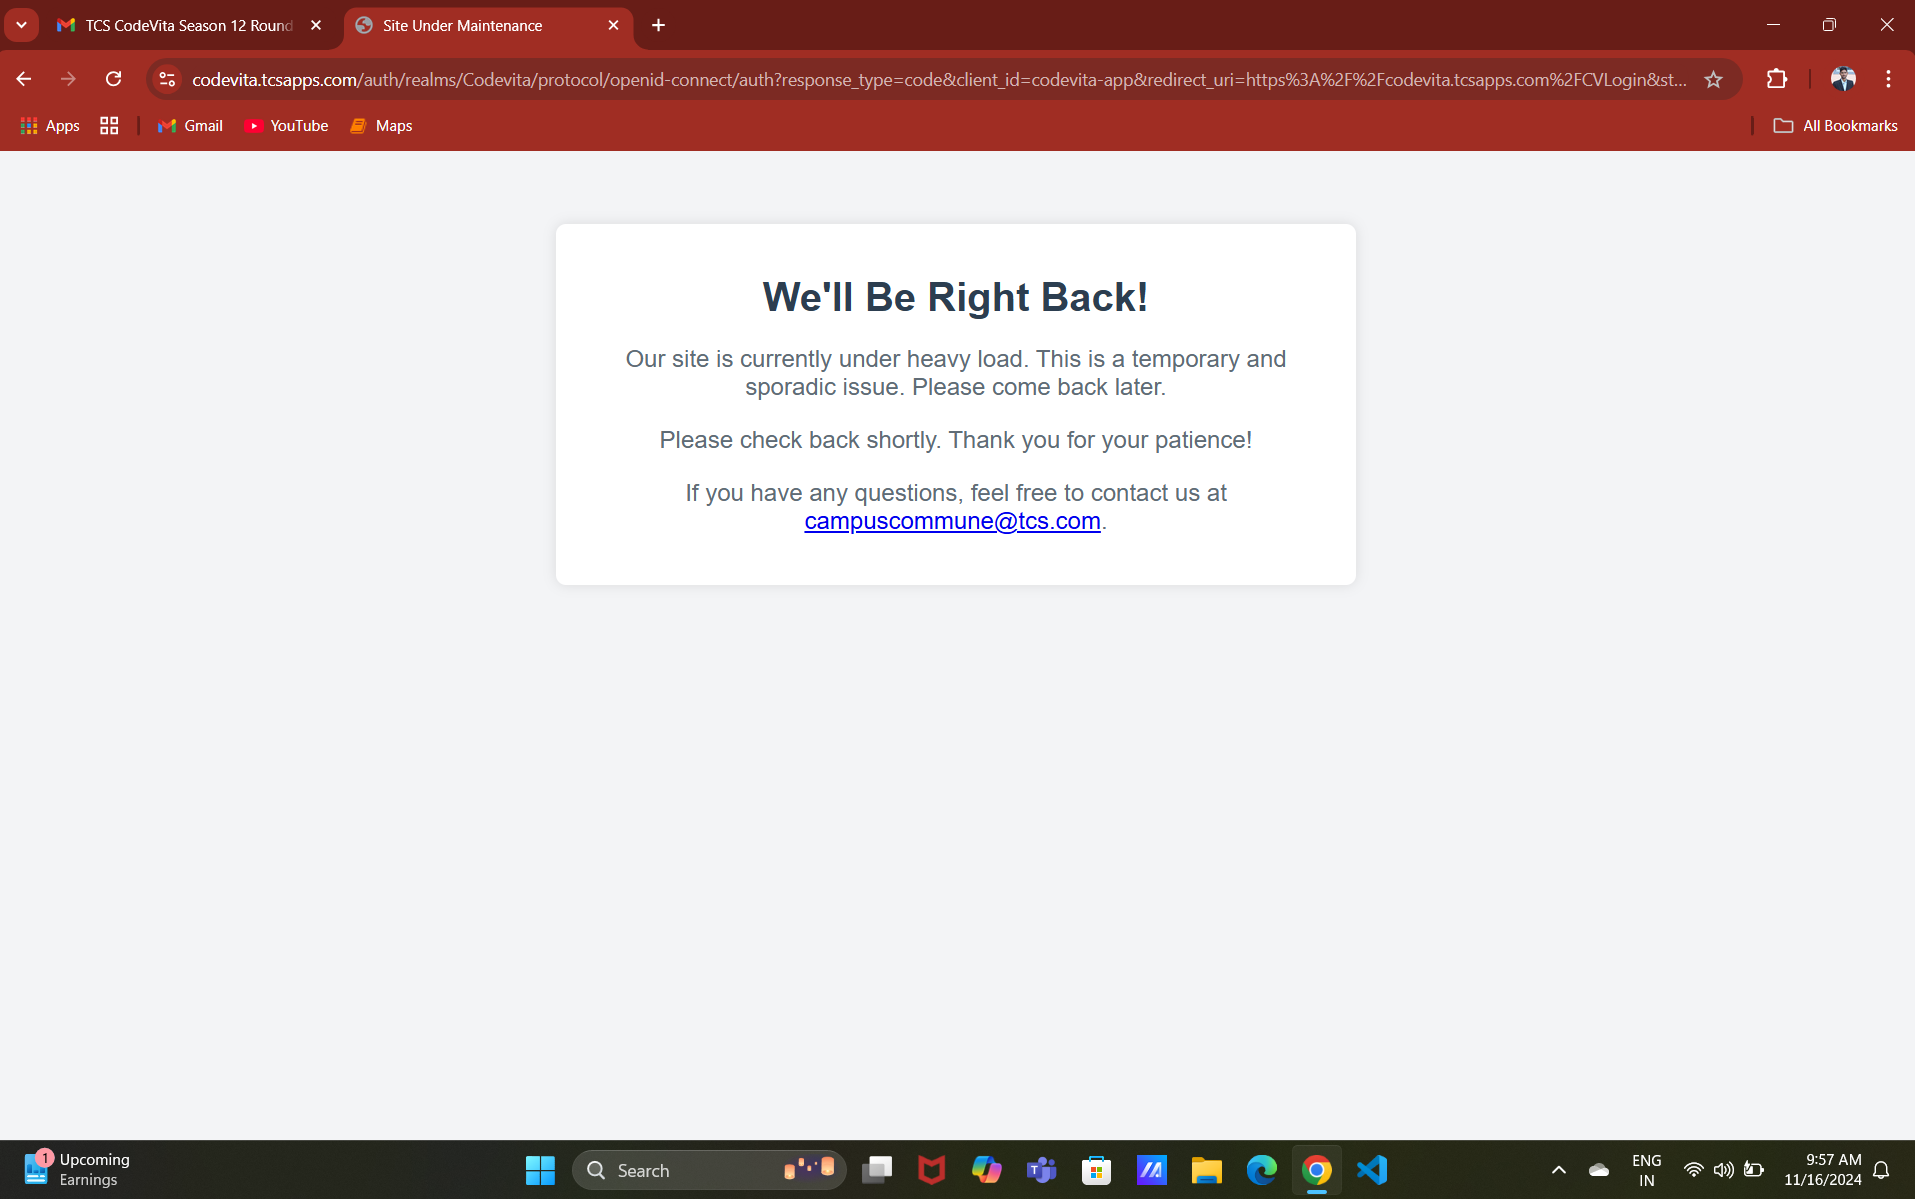 TCS CodeVita Season 12 Round
Site Under Maintenance
codevita.tcsapps.com/auth/realms/Codevita/protocol/openid-connect/auth?response_type=code&client_id=codevita-app&redirect_uri=https%3A%2F%2Fcodevita.tcsapps.com%2FCVLogin&st...
Apps
Gmail
YouTube
Maps
All Bookmarks
We'll Be Right Back!
Our site is currently under heavy load. This is a temporary and
sporadic issue. Please come back later.
Please check back shortly. Thank you for your patience!
If you have any questions, feel free to contact us at
campuscommune@tcs.com.
1
Upcoming
Earnings
Search
ENG
IN
9:57 AM
11/16/2024